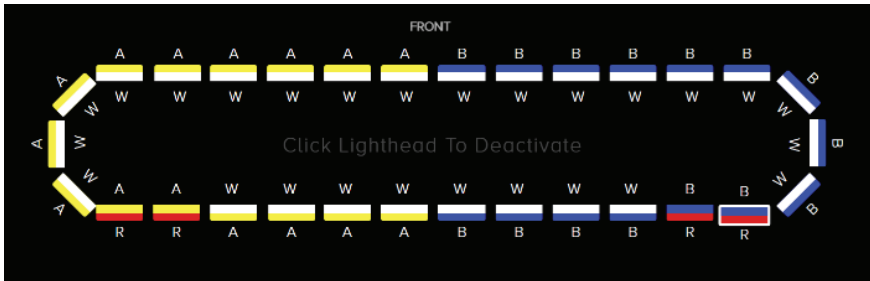 FRONT
A A A A A A B B B B B B
A W W W W W W W W W W W W B
W W
A W Click Lighthead To Deactivate W B
W W
A A A W W W W W W W W B B B
R R A A A A B B B B R R